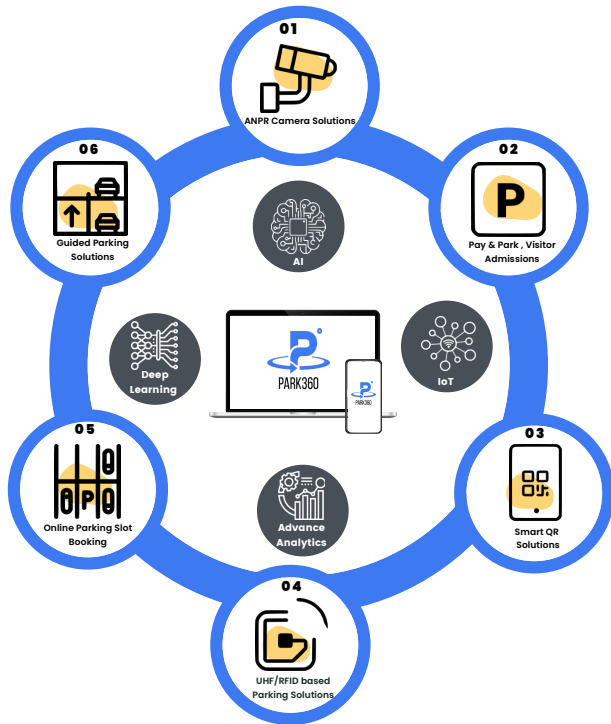 01
ANPR Camera Solutions
02
P
Pay & Park , Visitor
Admissions
03
Smart QR
Solutions
04
UHF/RFID based
Parking Solutions
05
P
Online Parking Slot
Booking
06
Guided Parking
Solutions
AI
IoT
Advance
Analytics
Deep
Learning
PARK360
PARK360